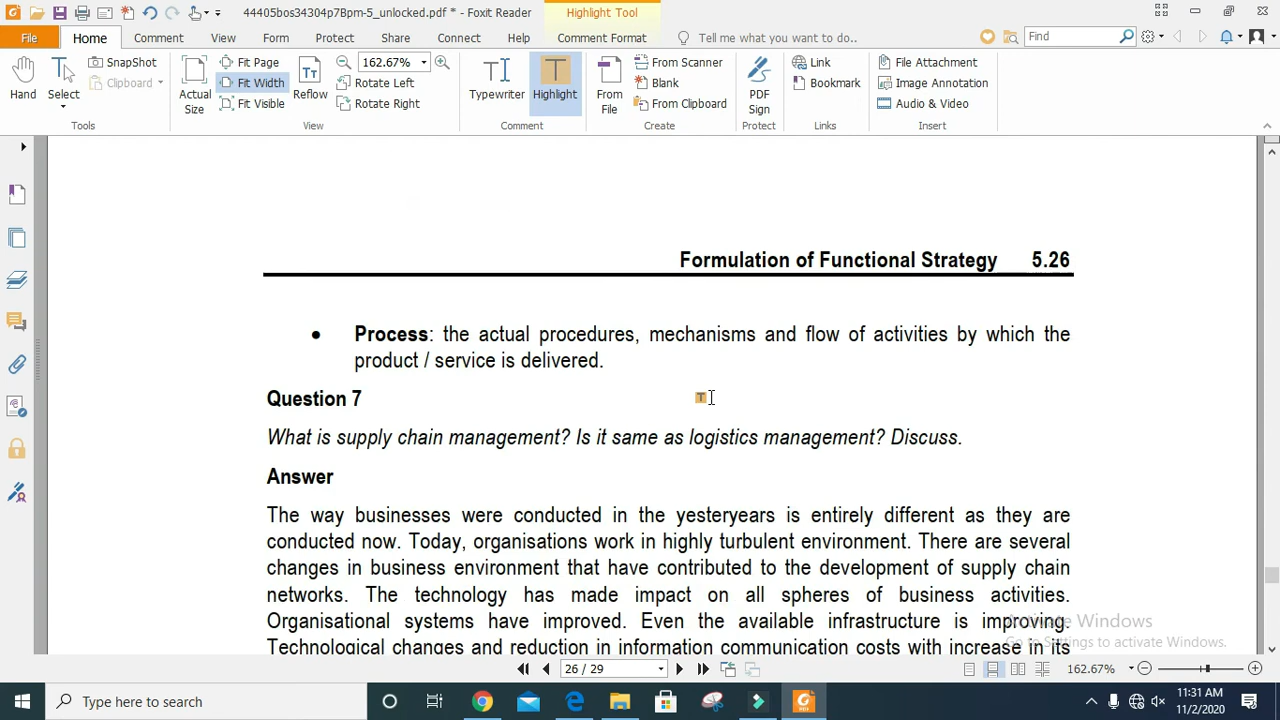 44405bos34304p7Bpm-5_unlocked.pdf * - Foxit Reader
Highlight Tool
File
Home
Comment
View
Form
Protect
Share
Connect
Help
Comment Format
Tell me what you want to do..
Find
Hand
Select
SnapShot
Clipboard
Tools
Actual
Size
Fit Page
Fit Width
Fit Visible
Reflow
162.67%
Rotate Left
Rotate Right
View
Typewriter
Highlight
Comment
From
File
From Scanner
Blank
From Clipboard
Create
PDF
Sign
Protect
Link
Bookmark
Links
File Attachment
Image Annotation
Audio & Video
Insert
Formulation of Functional Strategy 5.26
• Process: the actual procedures, mechanisms and flow of activities by which the
product / service is delivered.
Question 7
What is supply chain management? Is it same as logistics management? Discuss.
Answer
The way businesses were conducted in the yesteryears is entirely different as they are
conducted now. Today, organisations work in highly turbulent environment. There are several
changes in business environment that have contributed to the development of supply chain
networks. The technology has made impact on all spheres of business activities.
Organisational systems have improved. Even the available infrastructure is improving.
Technological changes and reduction in information communication costs with increase in its
Activate Windows
Go to Settings to activate Windows.
26 / 29
162.67%
Type here to search
11:31 AM
11/2/2020